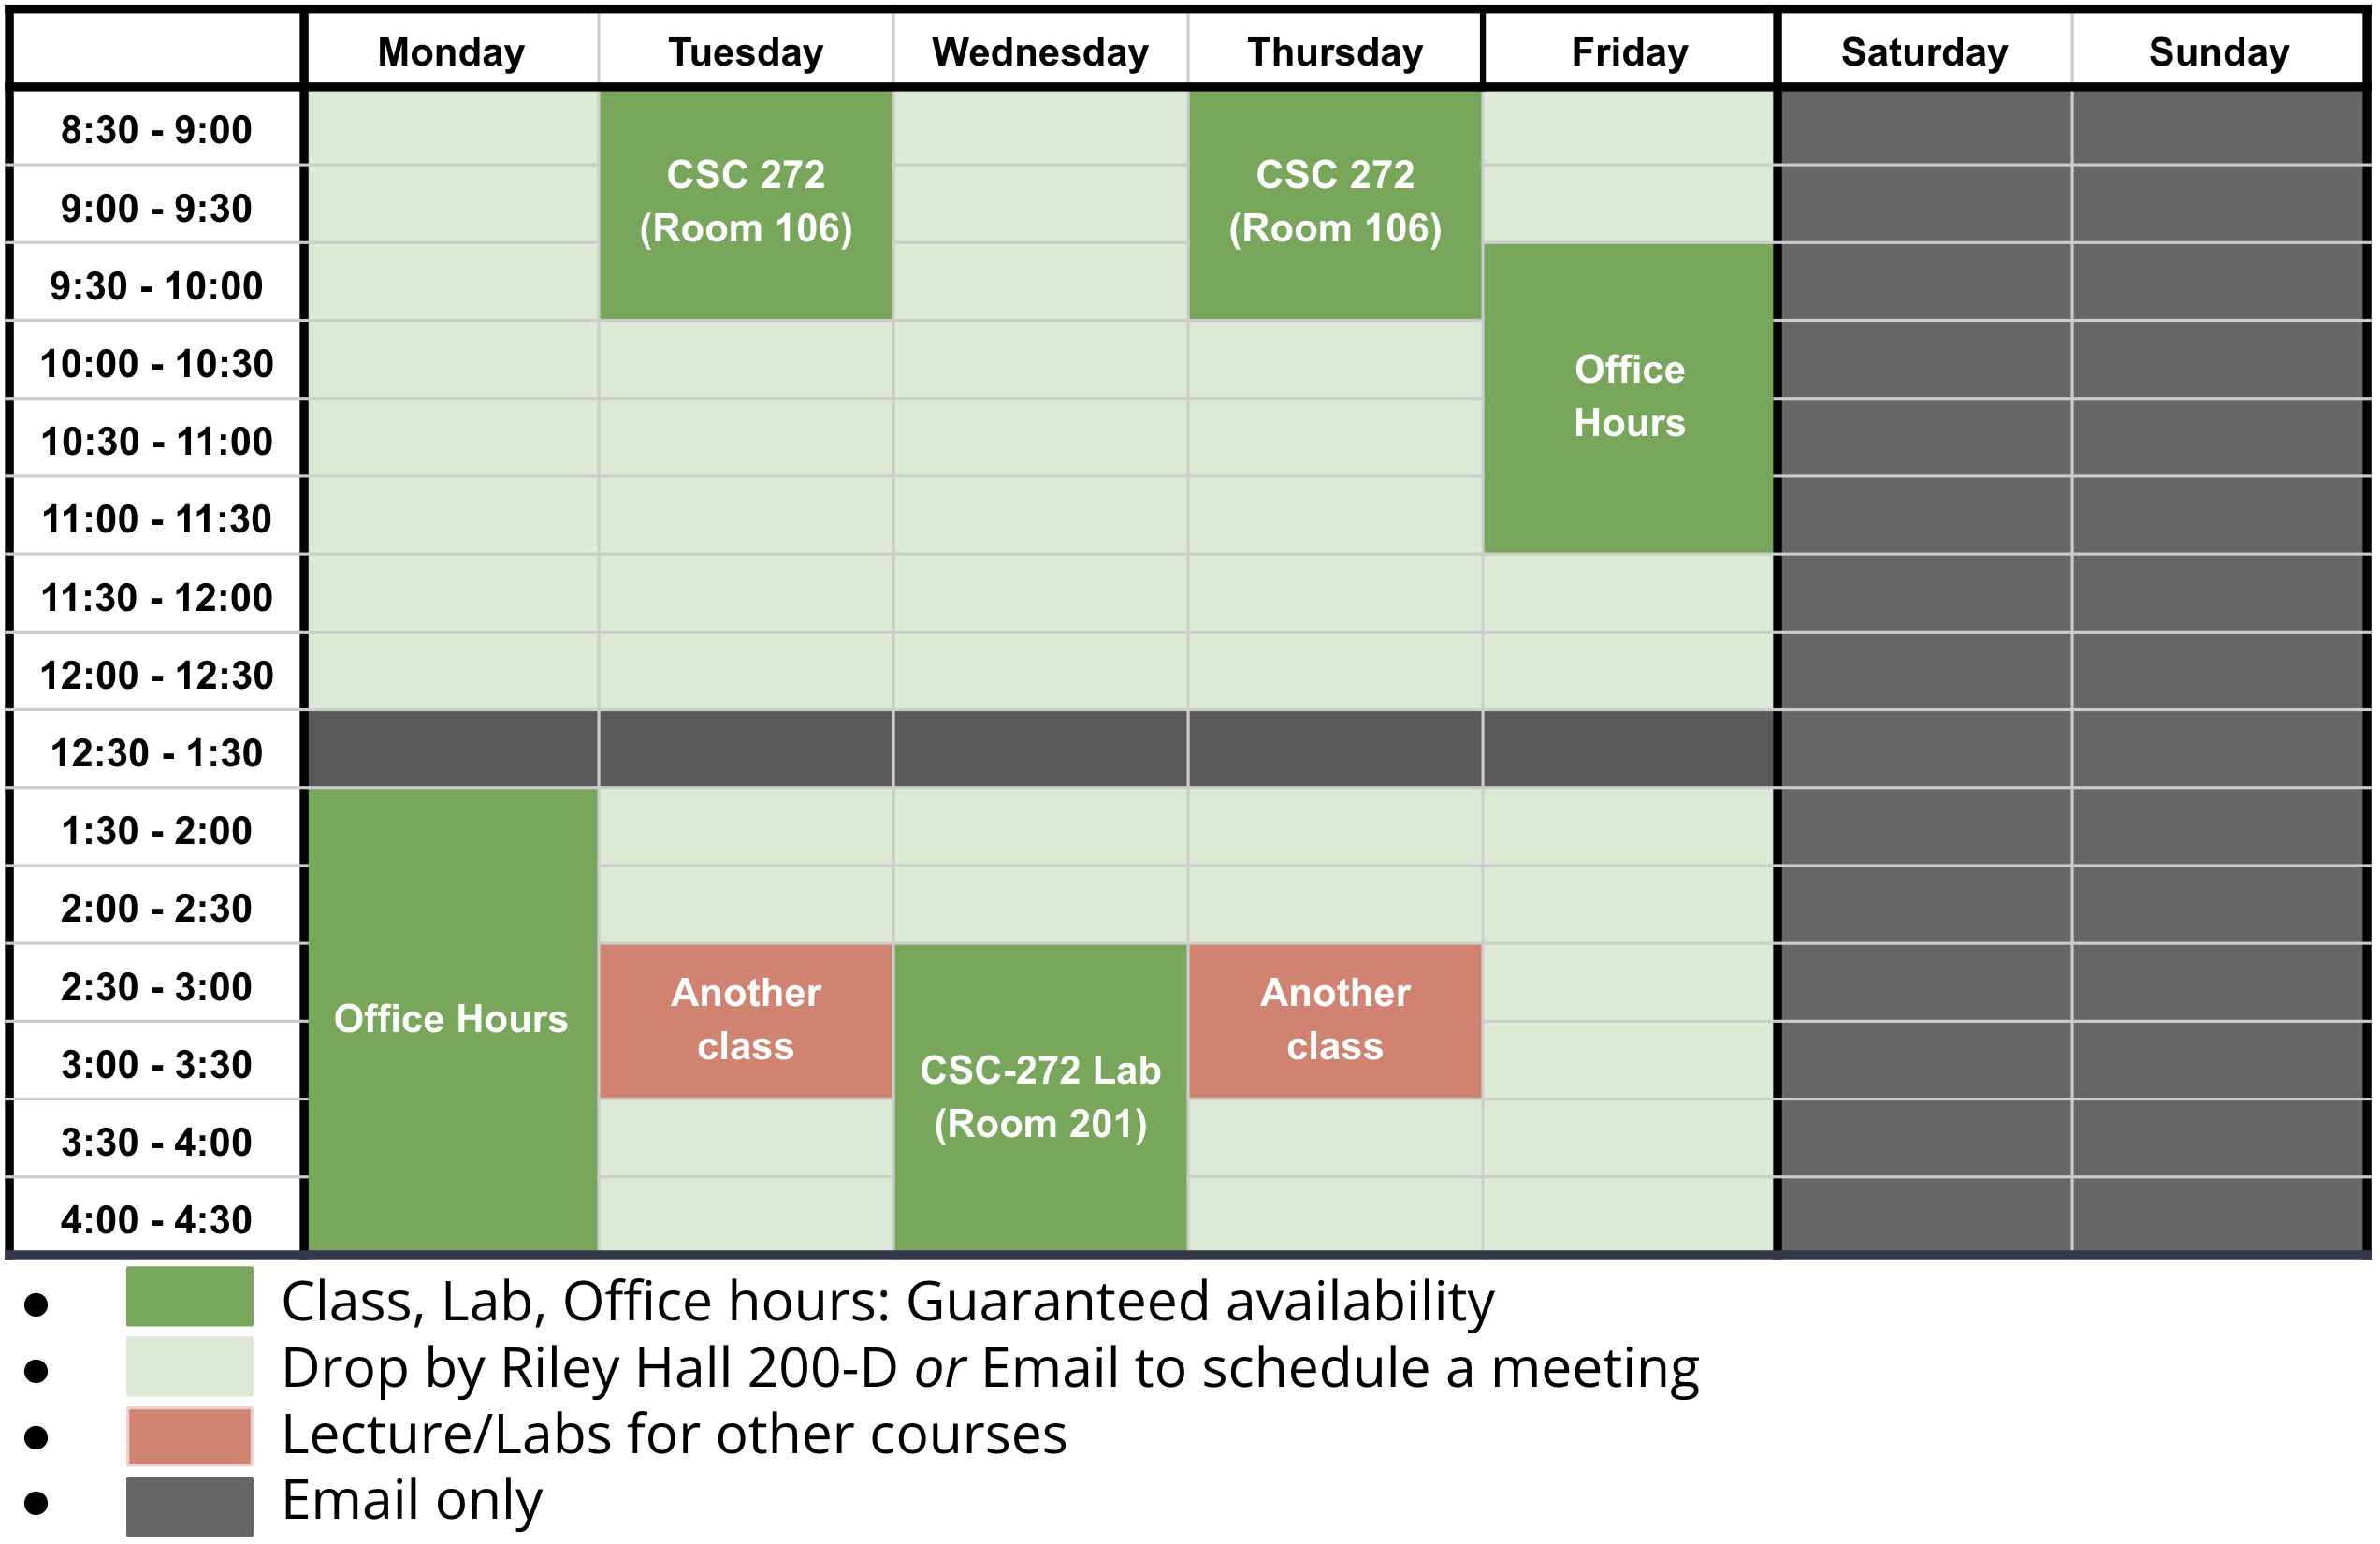 Monday Tuesday Wednesday Thursday Friday Saturday Sunday
8:30 - 9:00
CSC 272 CSC 272
9:00 - 9:30
(Room 106) (Room 106)
9:30 - 10:00
10:00 - 10:30
Office
Hours
10:30 - 11:00
11:00 - 11:30
11:30 - 12:00
12:00 - 12:30
12:30 - 1:30
1:30 - 2:00
2:00 - 2:30
2:30 - 3:00
Another Another
Office Hours
class class
3:00 - 3:30
CSC-272 Lab
(Room 201)
3:30 - 4:00
4:00 - 4:30
• Class, Lab, Office hours: Guaranteed availability
• Drop by Riley Hall 200-D or Email to schedule a meeting
• Lecture/Labs for other courses
• Email only